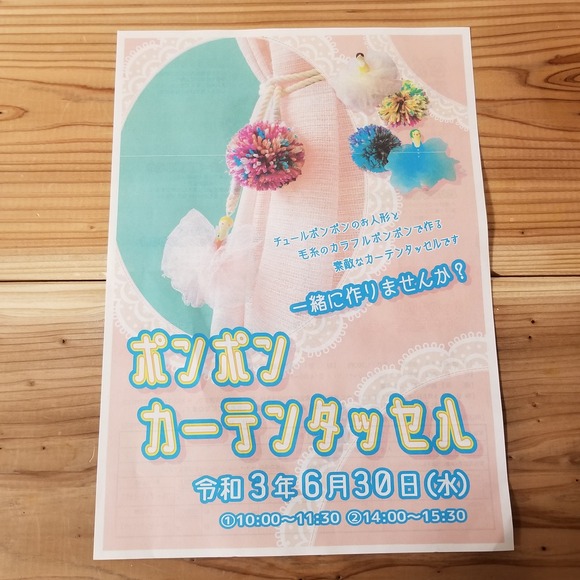 チュールポンポンのお人形と
毛糸のカラフルポンポンで作る
素敵なカーテンタッセルです
一緒に作りませんか？
ポンポン
カーテンタッセル
令和3年6月30日(水)
①10:00〜11:30 ②14:00〜15:30